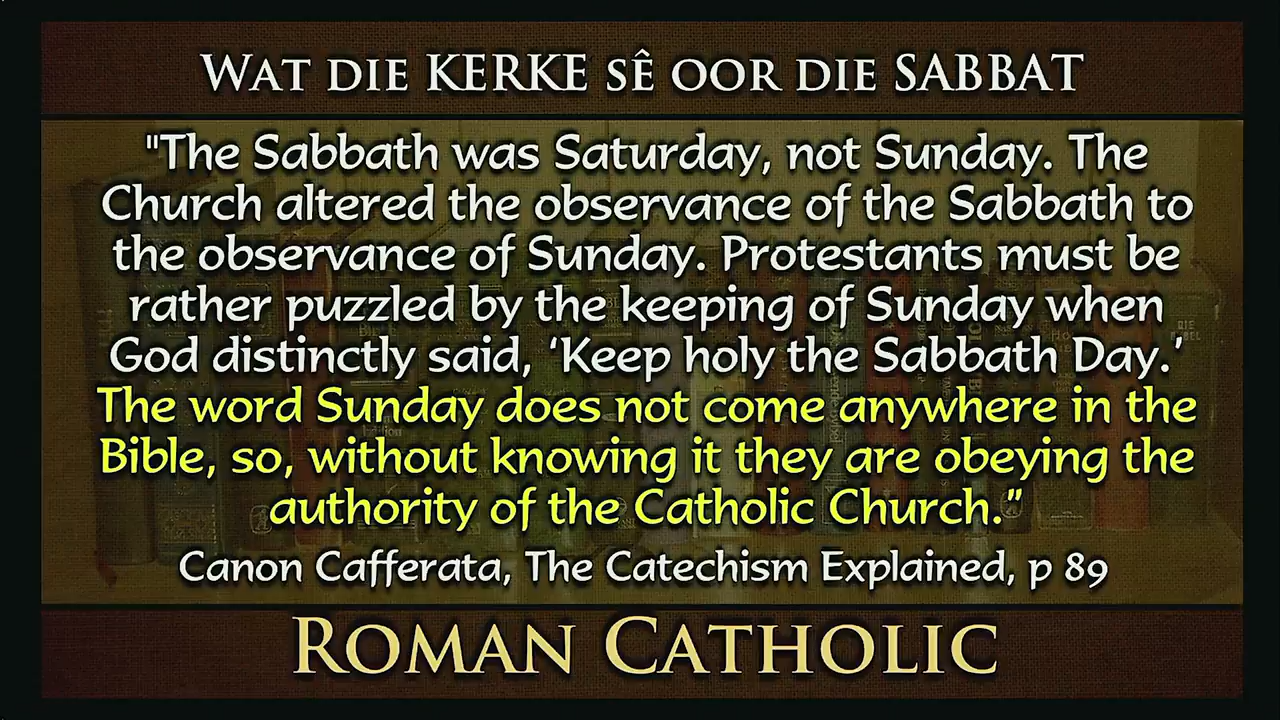 WAT DIE KERKE SÊ OOR DIE SABBAT
"The Sabbath was Saturday, not Sunday. The
Church altered the observance of the Sabbath to
the observance of Sunday. Protestants must be
rather puzzled by the keeping of Sunday when
God distinctly said, ‘Keep holy the Sabbath Day.’
The word Sunday does not come anywhere in the
Bible, so, without knowing it they are obeying the
authority of the Catholic Church.”
Canon Cafferata, The Catechism Explained, p 89
ROMAN CATHOLIC